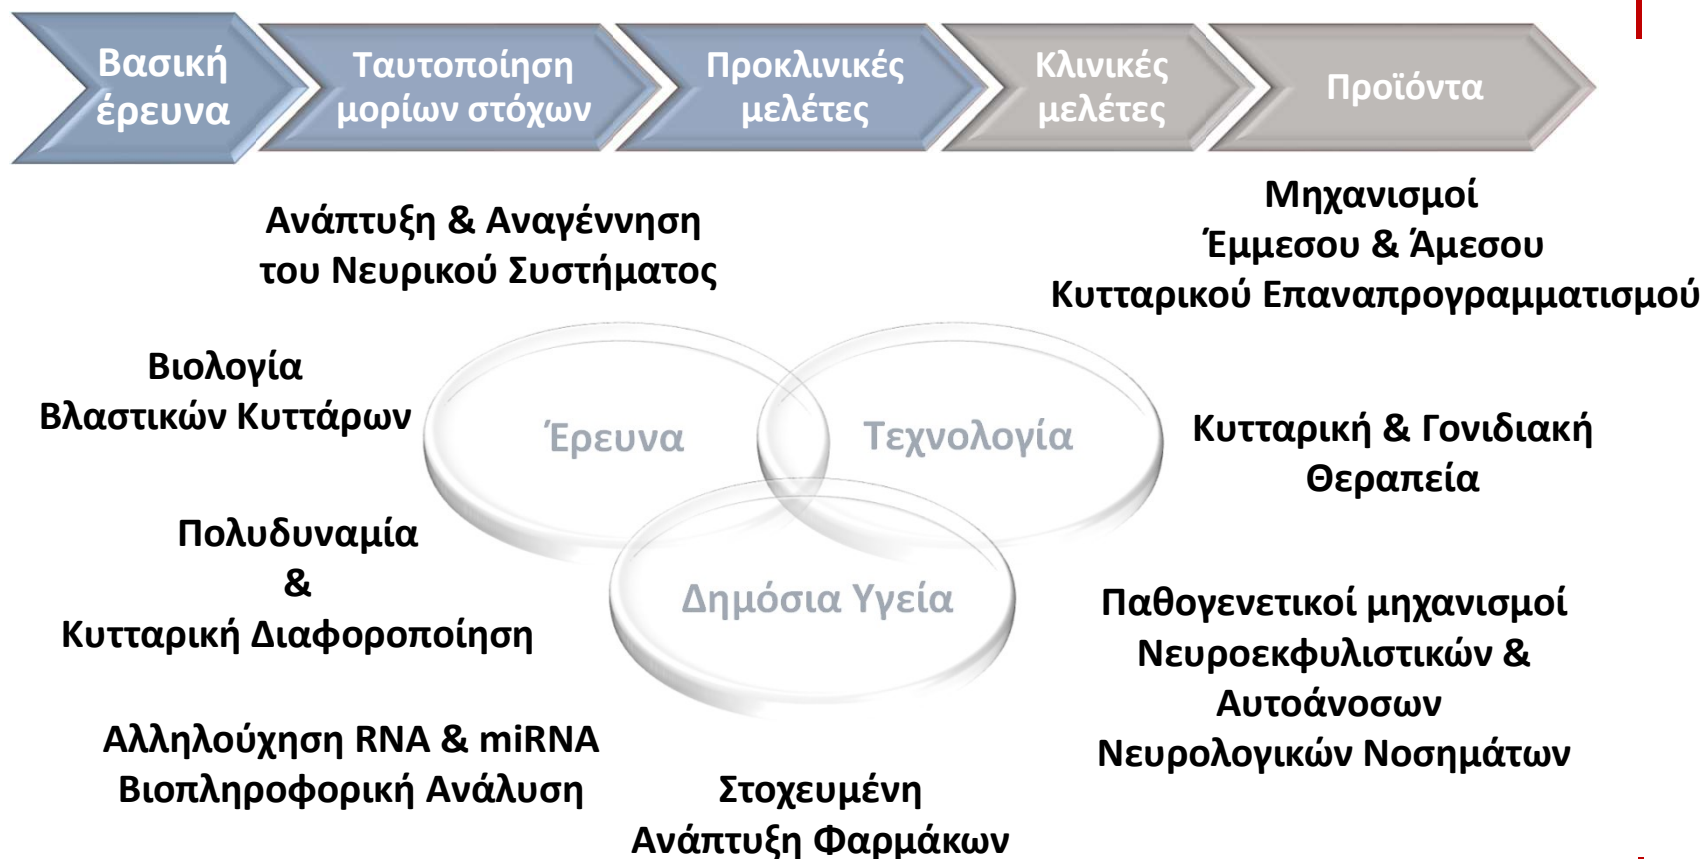 Βασική
έρευνα
Ταυτοποίηση
μορίων στόχων
Προκλινικές
μελέτες
Κλινικές
μελέτες
Προϊόντα
Ανάπτυξη & Αναγέννηση
του Νευρικού Συστήματος
Μηχανισμοί
Έμμεσου & Άμεσου
Κυτταρικού Επαναπρογραμματισμού
Βιολογία
Βλαστικών Κυττάρων
Έρευνα
Τεχνολογία
Κυτταρική & Γονιδιακή
Θεραπεία
Πολυδυναμία
&
Κυτταρική Διαφοροποίηση
Δημόσια Υγεία
Παθογενετικοί μηχανισμοί
Νευροεκφυλιστικών &
Αυτοάνοσων
Νευρολογικών Νοσημάτων
Αλληλούχηση RNA & miRNA
Βιοπληροφορική Ανάλυση
Στοχευμένη
Ανάπτυξη Φαρμάκων